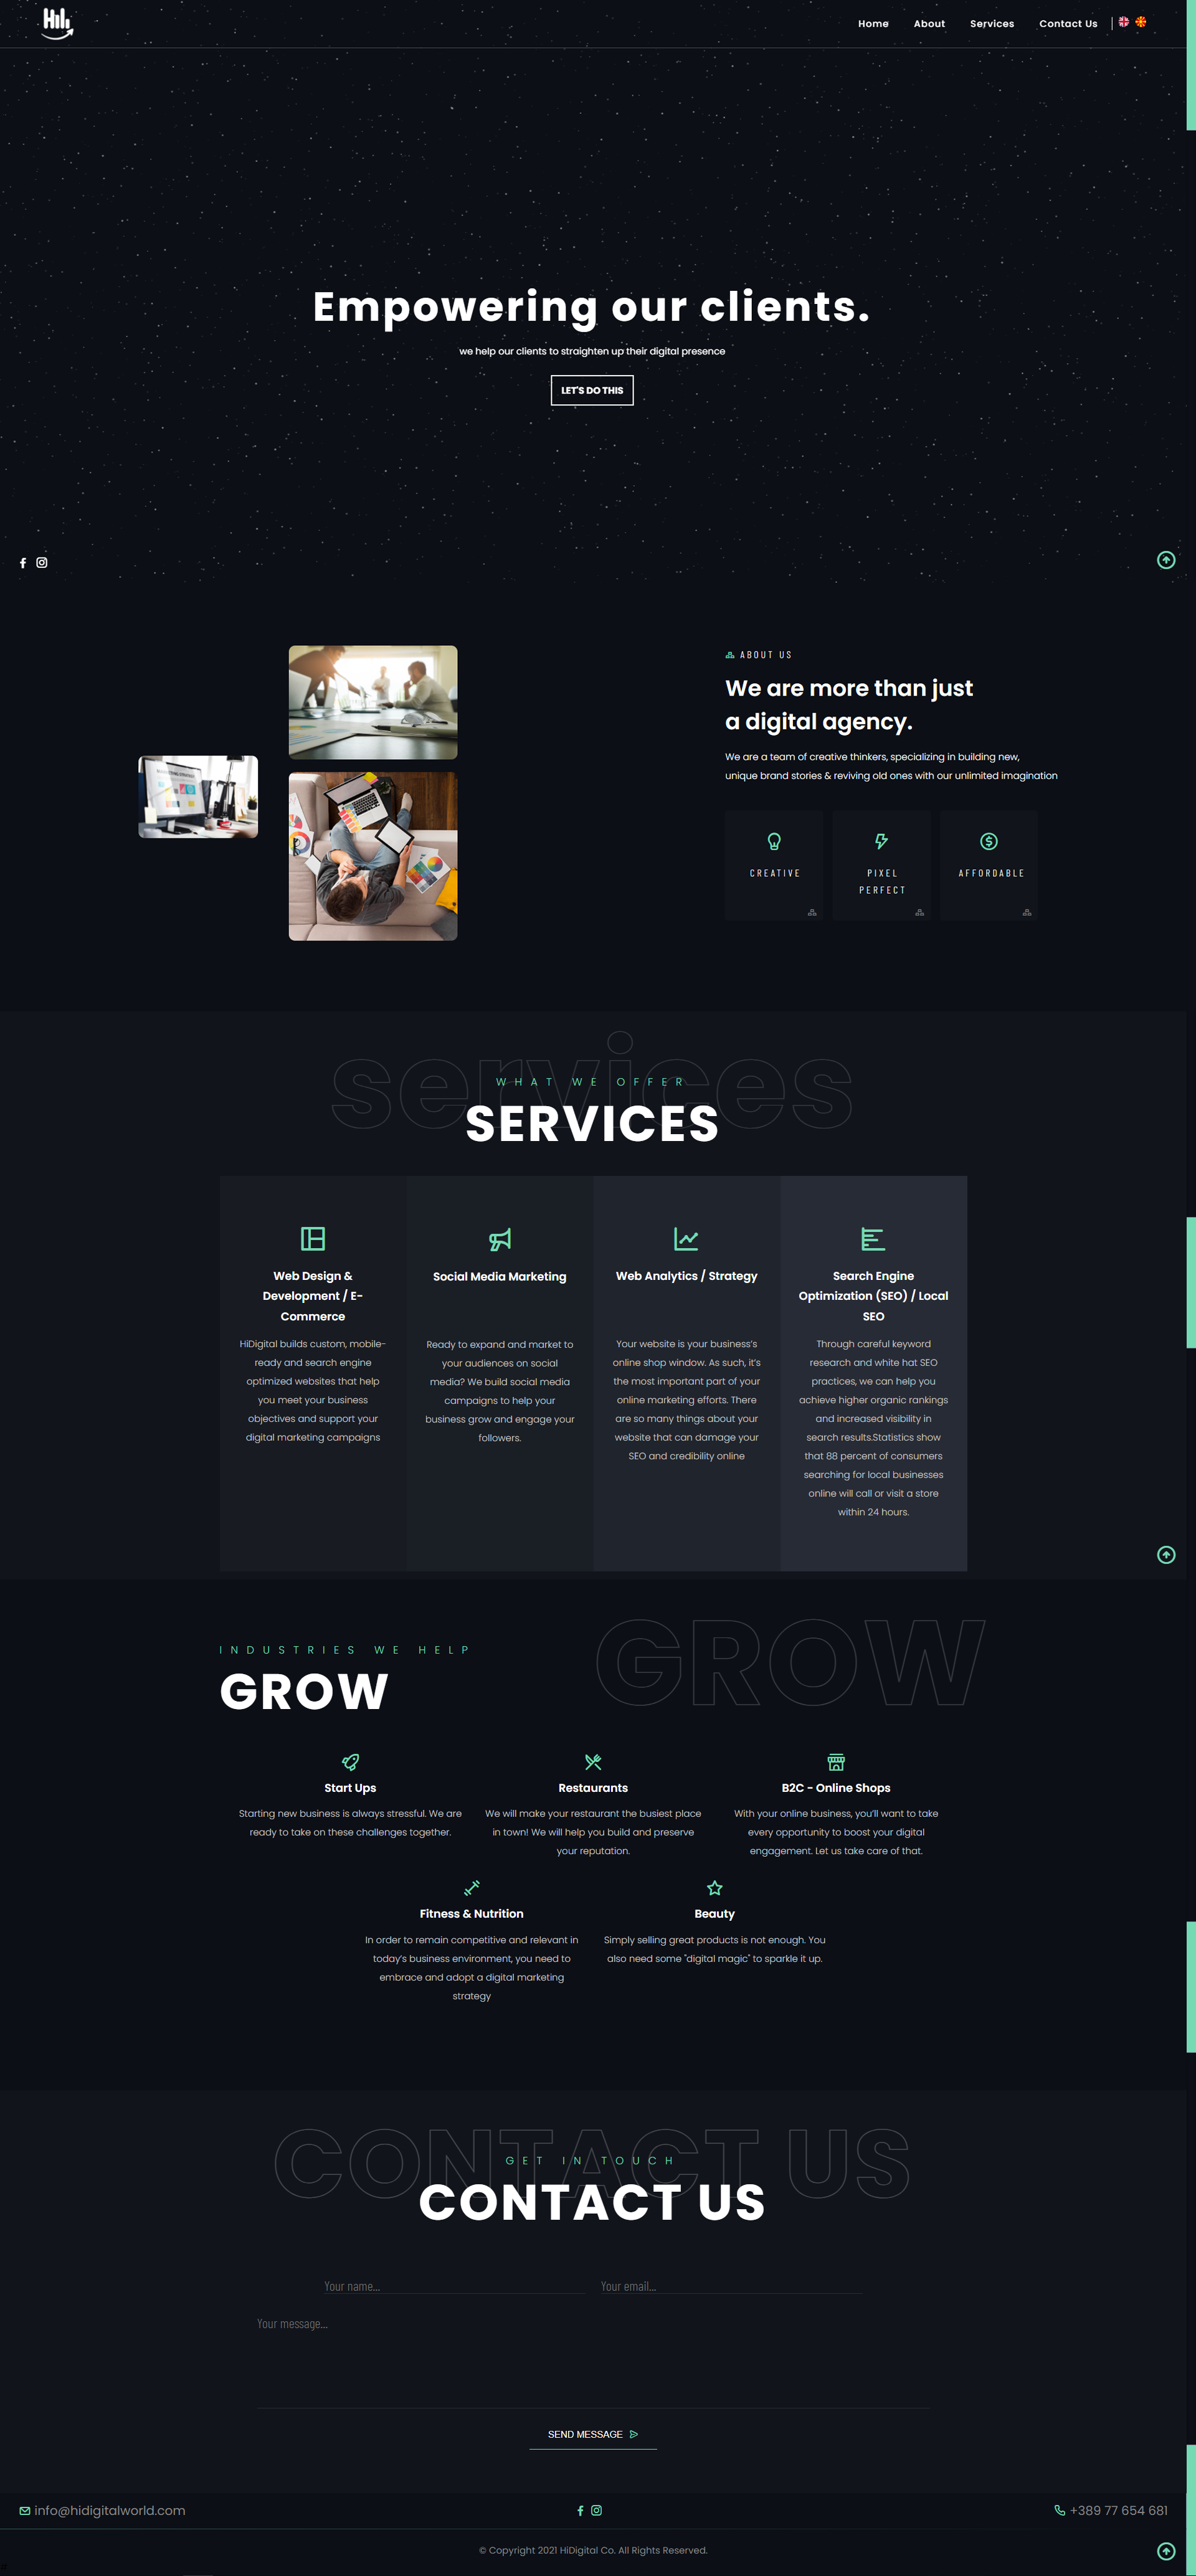 Hi
Home About Services Contact Us
Empowering our clients.
we help our clients to straighten up their digital presence
LET'S DO THIS
ABOUT US
We are more than just
a digital agency.
We are a team of creative thinkers, specializing in building new,
unique brand stories & reviving old ones with our unlimited imagination
CREATIVE
PIXEL
PERFECT
AFFORDABLE
services
WHAT WE OFFER
SERVICES
Web Design &
Development / E-
Commerce
HiDigital builds custom, mobile-
ready and search engine
optimized websites that help
you meet your business
objectives and support your
digital marketing campaigns
Social Media Marketing
Ready to expand and market to
your audiences on social
media? We build social media
campaigns to help your
business grow and engage your
followers.
Web Analytics / Strategy
Your website is your business's
online shop window. As such, it's
the most important part of your
online marketing efforts. There
are so many things about your
website that can damage your
SEO and credibility online
Search Engine
Optimization (SEO) / Local
SEO
Through careful keyword
research and white hat SEO
practices, we can help you
achieve higher organic rankings
and increased visibility in
search results.Statistics show
that 88 percent of consumers
searching for local businesses
online will call or visit a store
within 24 hours.
INDUSTRIES WE HELP
GROW
GROW
Start Ups
Starting new business is always stressful. We are
ready to take on these challenges together.
Restaurants
We will make your restaurant the busiest place
in town! We will help you build and preserve
your reputation.
B2C - Online Shops
With your online business, you'll want to take
every opportunity to boost your digital
engagement. Let us take care of that.
Fitness & Nutrition
In order to remain competitive and relevant in
today's business environment, you need to
embrace and adopt a digital marketing
strategy
Beauty
Simply selling great products is not enough. You
also need some "digital magic" to sparkle it up.
CONTACT US
GET IN TOUCH
CONTACT US
Your name...
Your email...
Your message...
SEND MESSAGE
info@hidigitalworld.com
+389 77 654 681
© Copyright 2021 HiDigital Co. All Rights Reserved.